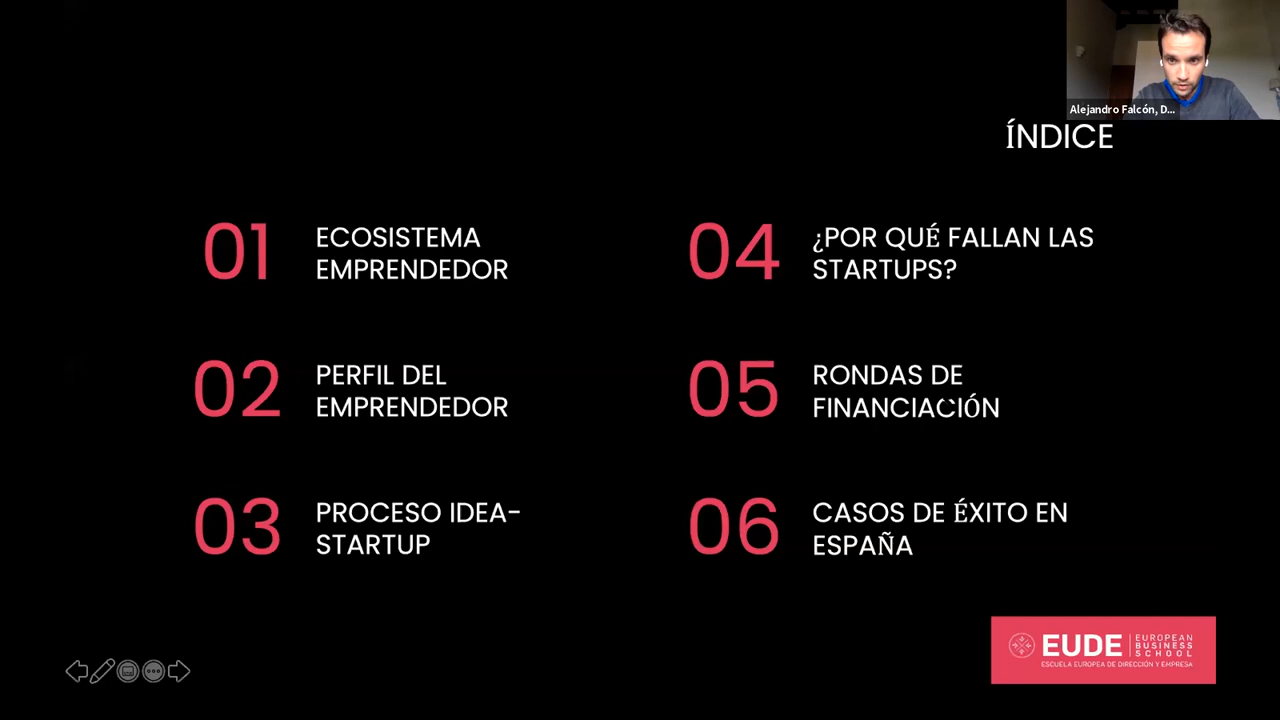 Alejandro Falcón, D...
ÍNDICE
01
ECOSISTEMA
EMPRENDEDOR
02
PERFIL DEL
EMPRENDEDOR
03
PROCESO IDEA-
STARTUP
04
¿POR QUÉ FALLAN LAS
STARTUPS?
05
RONDAS DE
FINANCIACIÓN
06
CASOS DE ÉXITO EN
ESPAÑA
EUDE
EUROPEAN
BUSINESS
SCHOOL
ESCUELA EUROPEA DE DIRECCIÓN Y EMPRESA